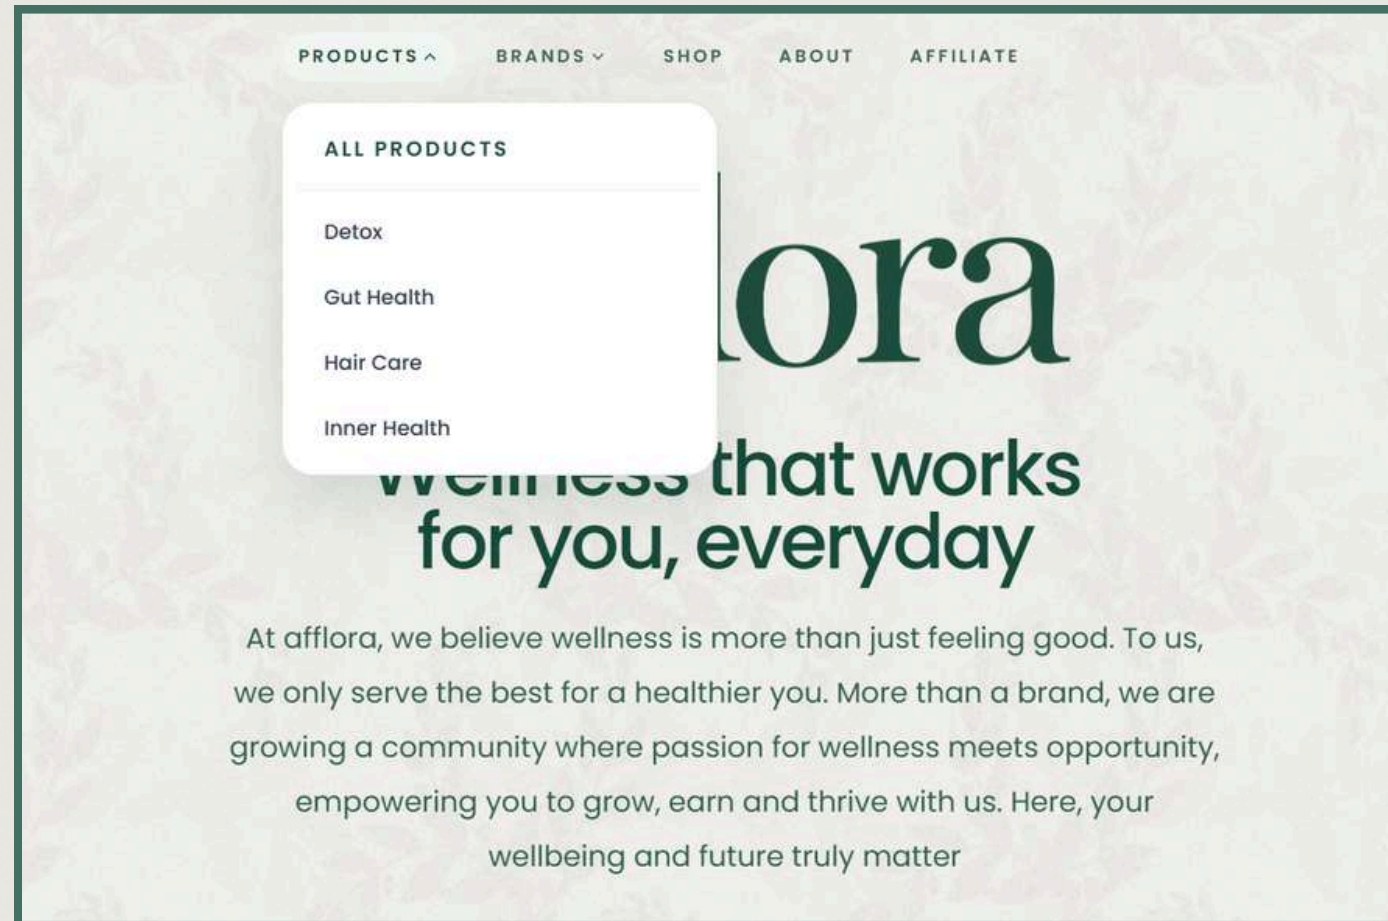 PRODUCTS BRANDS SHOP ABOUT AFFILIATE
ALL PRODUCTS
Detox
Gut Health
Hair Care
Inner Health
lora
Wellness that works
for you, everyday
At afflora, we believe wellness is more than just feeling good. To us,
we only serve the best for a healthier you. More than a brand, we are
growing a community where passion for wellness meets opportunity,
empowering you to grow, earn and thrive with us. Here, your
wellbeing and future truly matter